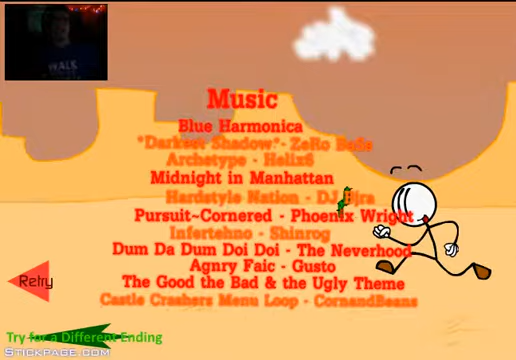 WALK
Music
Blue Harmonica
"Darkest Shadow"- ZeRo BaSe
Archetype - Helix6
Midnight in Manhattan
Hardstyle Nation - DJ
Pursuit~Cornered - Phoenix Wright
Infertehno - Shinrog
Dum Da Dum Doi Doi - The Neverhood
Agnry Faic - Gusto
The Good the Bad & the Ugly Theme
Castle Crashers Menu Loop - CornandBeans
Retry
Try for a Different Ending
STICKPAGE.COM